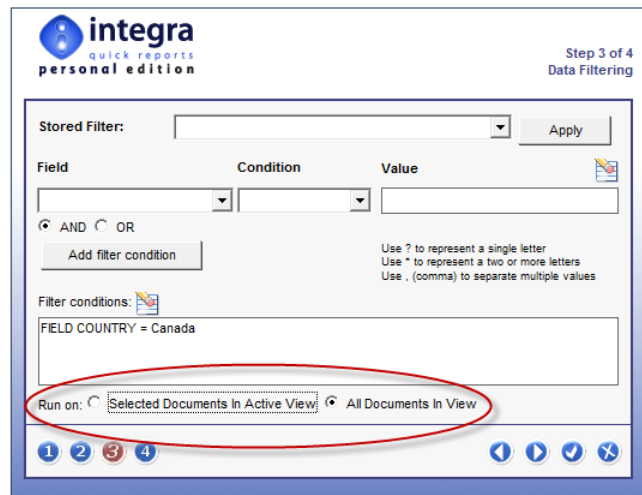 integra
quick reports
personal edition
Step 3 of 4
Data Filtering
Stored Filter:
Apply
Field Condition Value
AND OR
Add filter condition
Use ? to represent a single letter
Use * to represent a two or more letters
Use , (comma) to separate multiple values
Filter conditions:
FIELD COUNTRY = Canada
Run on: Selected Documents In Active View All Documents In View
1 2 3 4